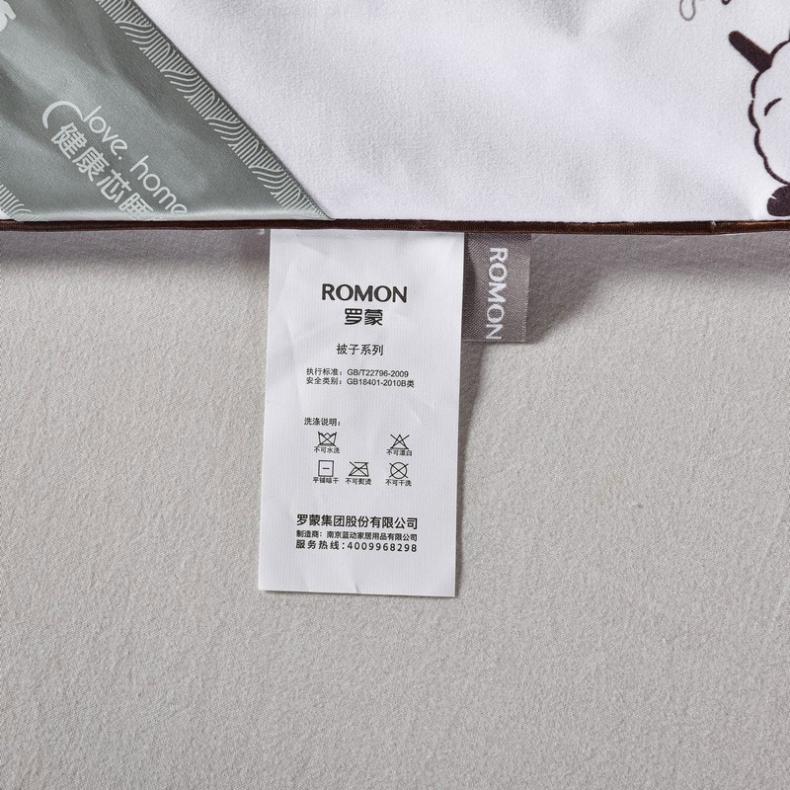 love. home
健康芯睡
ROMON
罗蒙
被子系列
执行标准：GB/T22796-2009
安全类别：GB18401-2010B类
洗涤说明：
不可水洗
不可漂白
平铺晾干
不可熨烫
不可干洗
罗蒙集团股份有限公司
制造商：南京蓝动家居用品有限公司
服务热线：4009968298
ROMON